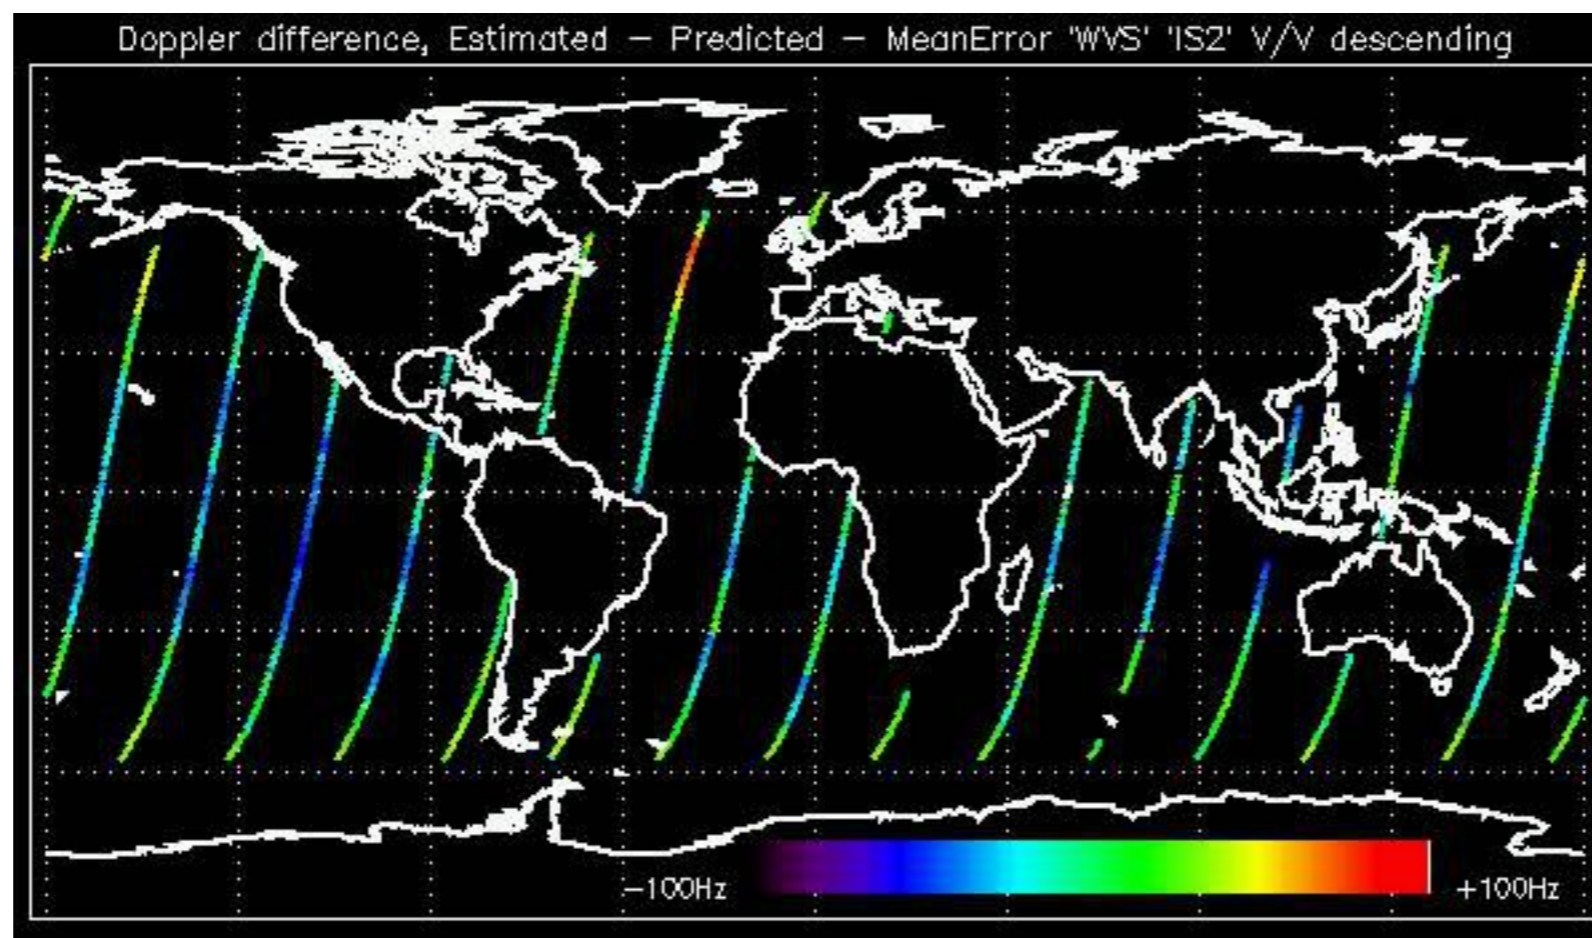 Doppler difference, Estimated – Predicted – MeanError 'WVS' 'IS2' V/V descending
−100Hz +100Hz